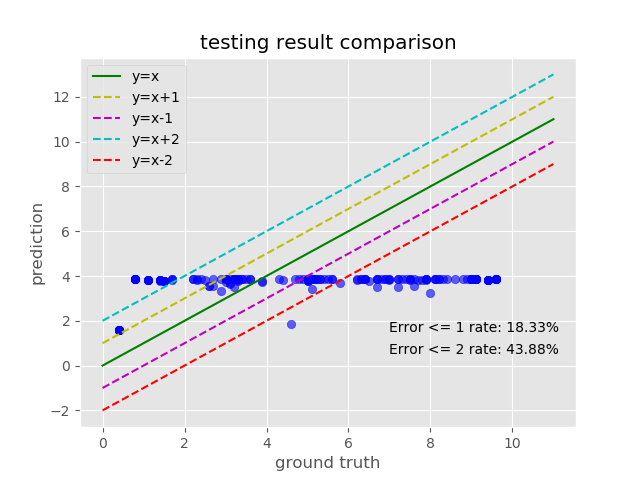 testing result comparison
y=x
y=x+1
y=x-1
y=x+2
y=x-2
12
10
8
6
4
2
0
−2
prediction
Error <= 1 rate: 18.33%
Error <= 2 rate: 43.88%
0 2 4 6 8 10
ground truth